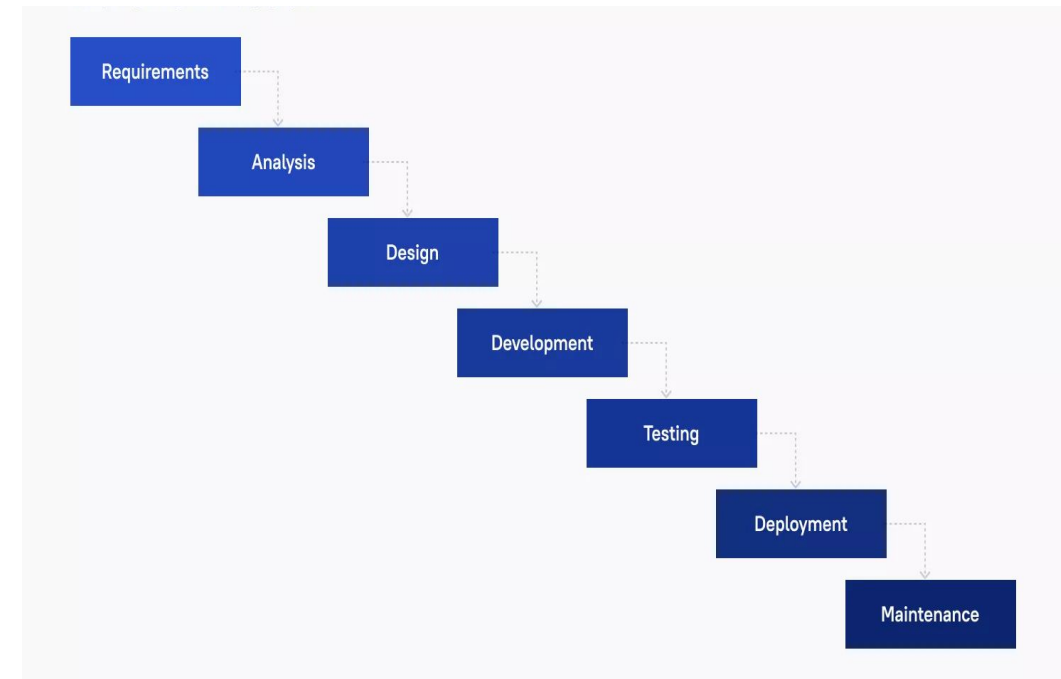 Requirements
Analysis
Design
Development
Testing
Deployment
Maintenance